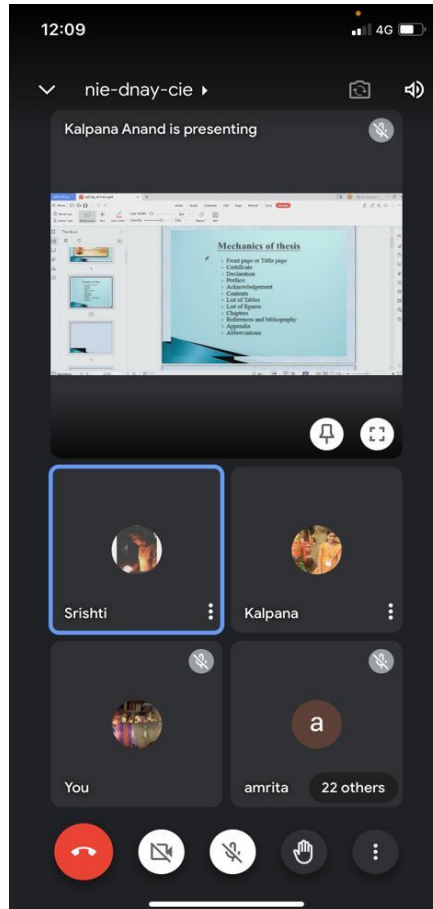 12:09
4G
nie-dnay-cie
Kalpana Anand is presenting
Mechanics of thesis
Front page or Tittle page
Certificate
Declaration
Preface
Acknowledgement
Contents
List of Tables
List of figures
Chapters
References and bibliography
Appendix
Abbreviations
Srishti
Kalpana
You
a
amrita
22 others